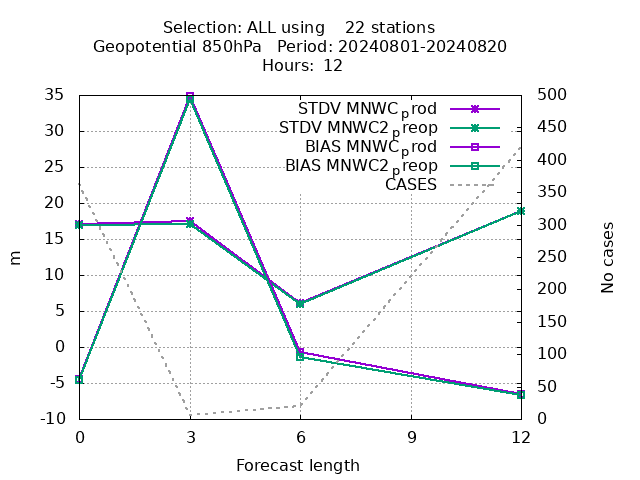 Selection: ALL using    22 stations
Geopotential 850hPa   Period: 20240801-20240820
Hours: 12
STDV MNWC_prod
STDV MNWC2_preop
BIAS MNWC_prod
BIAS MNWC2_preop
CASES
35
30
25
20
15
10
5
0
-5
-10
m
500
450
400
350
300
250
200
150
100
50
0
No cases
0 3 6 9 12
Forecast length